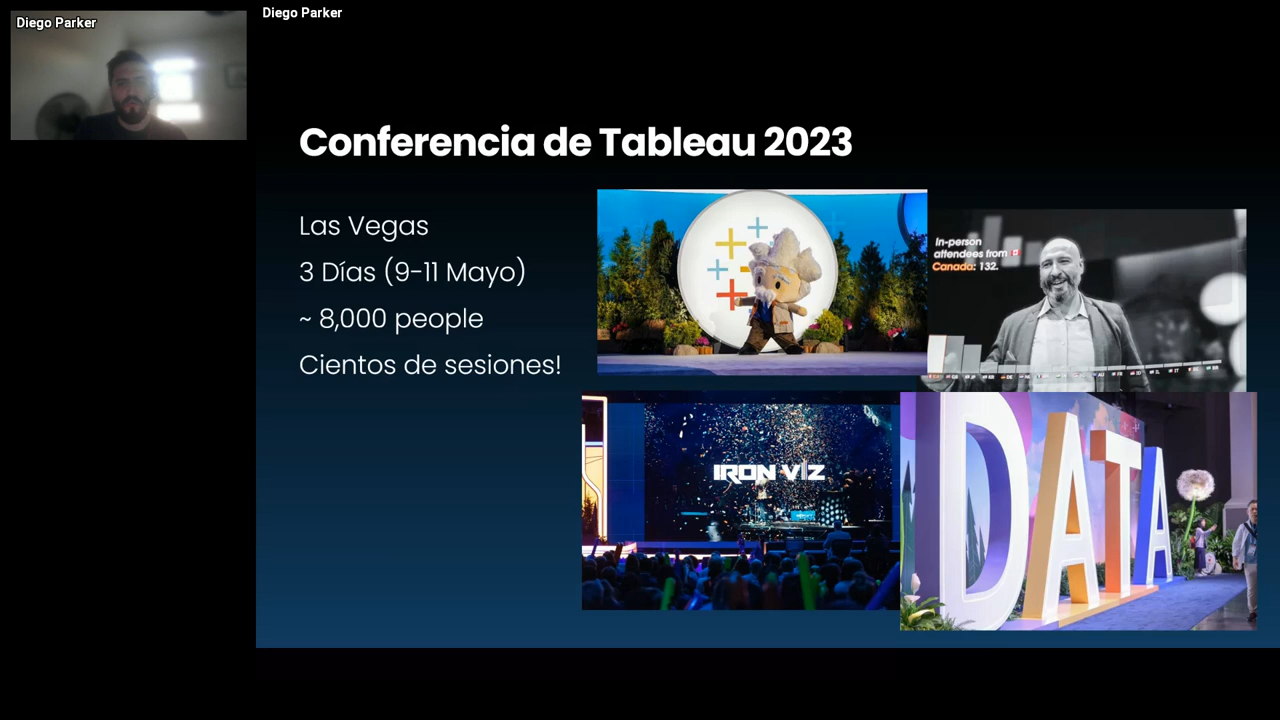 Diego Parker
Diego Parker
Conferencia de Tableau 2023
Las Vegas
3 Días (9-11 Mayo)
~ 8,000 people
Cientos de sesiones!
In-person
attendees from 🇨🇦
Canada: 132.
IRON VIZ
DATA